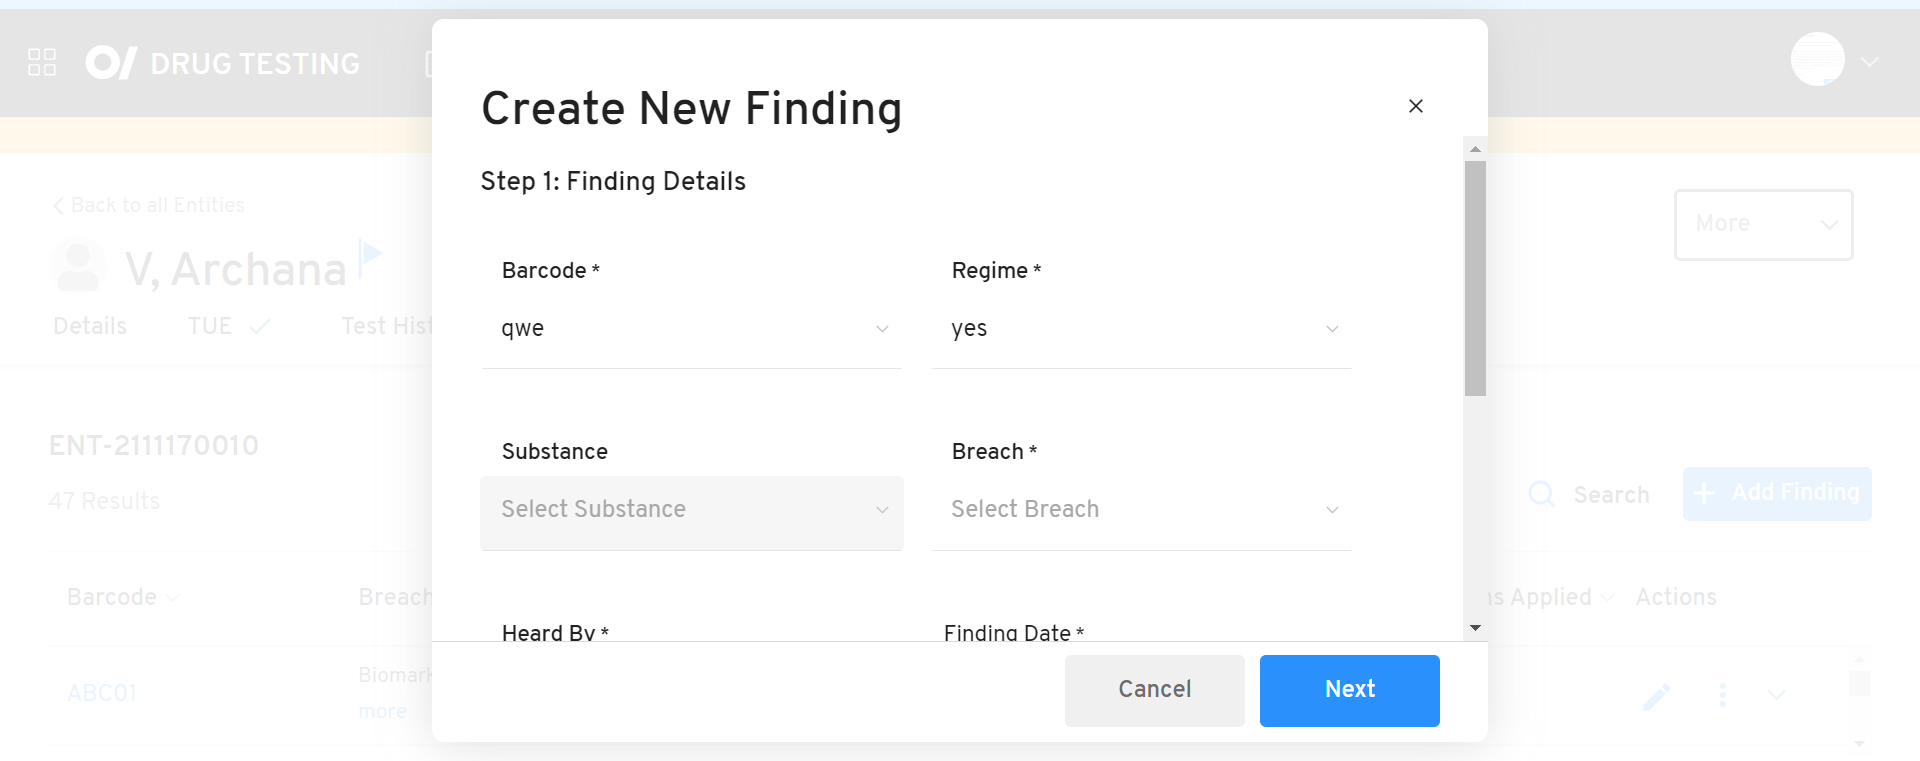 DRUG TESTING
Create New Finding
Step 1: Finding Details
Back to all Entities
More
V, Archana
Details TUE Test Hist
Barcode * Regime *
qwe yes
ENT-2111170010
47 Results
Substance Breach *
Select Substance Select Breach
Search Add Finding
Barcode Breach ns Applied Actions
Heard By * Finding Date *
ABC01 Biomark
more
Cancel Next